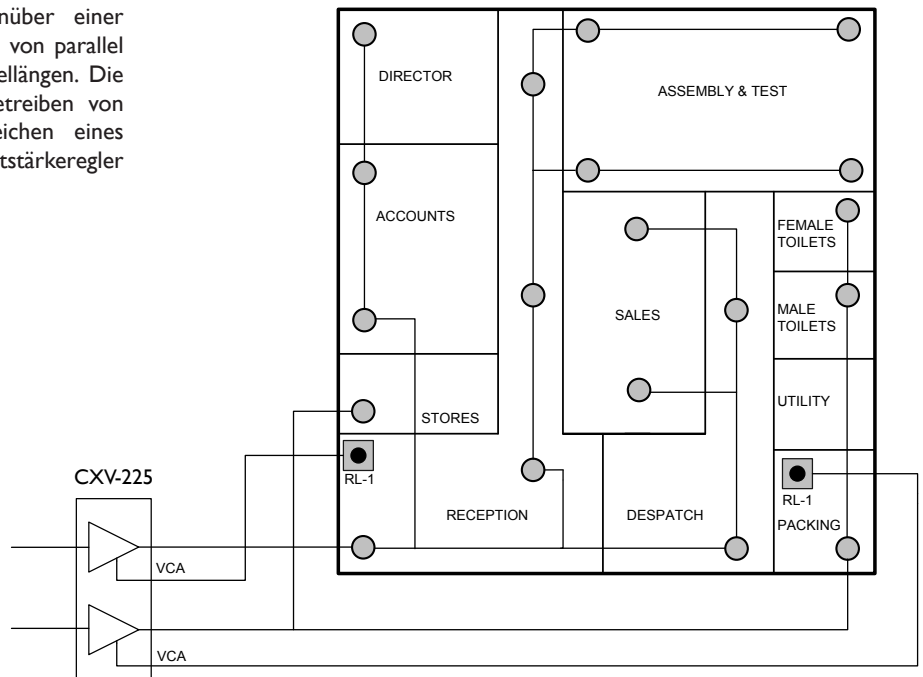 nüber einer
von parallel
ellängen. Die
etreiben von
eichen eines
tstärkeregler
DIRECTOR
ASSEMBLY & TEST
ACCOUNTS
FEMALE
TOILETS
SALES
MALE
TOILETS
UTILITY
STORES
RL-1
RL-1
RECEPTION
DESPATCH
PACKING
CXV-225
VCA
VCA